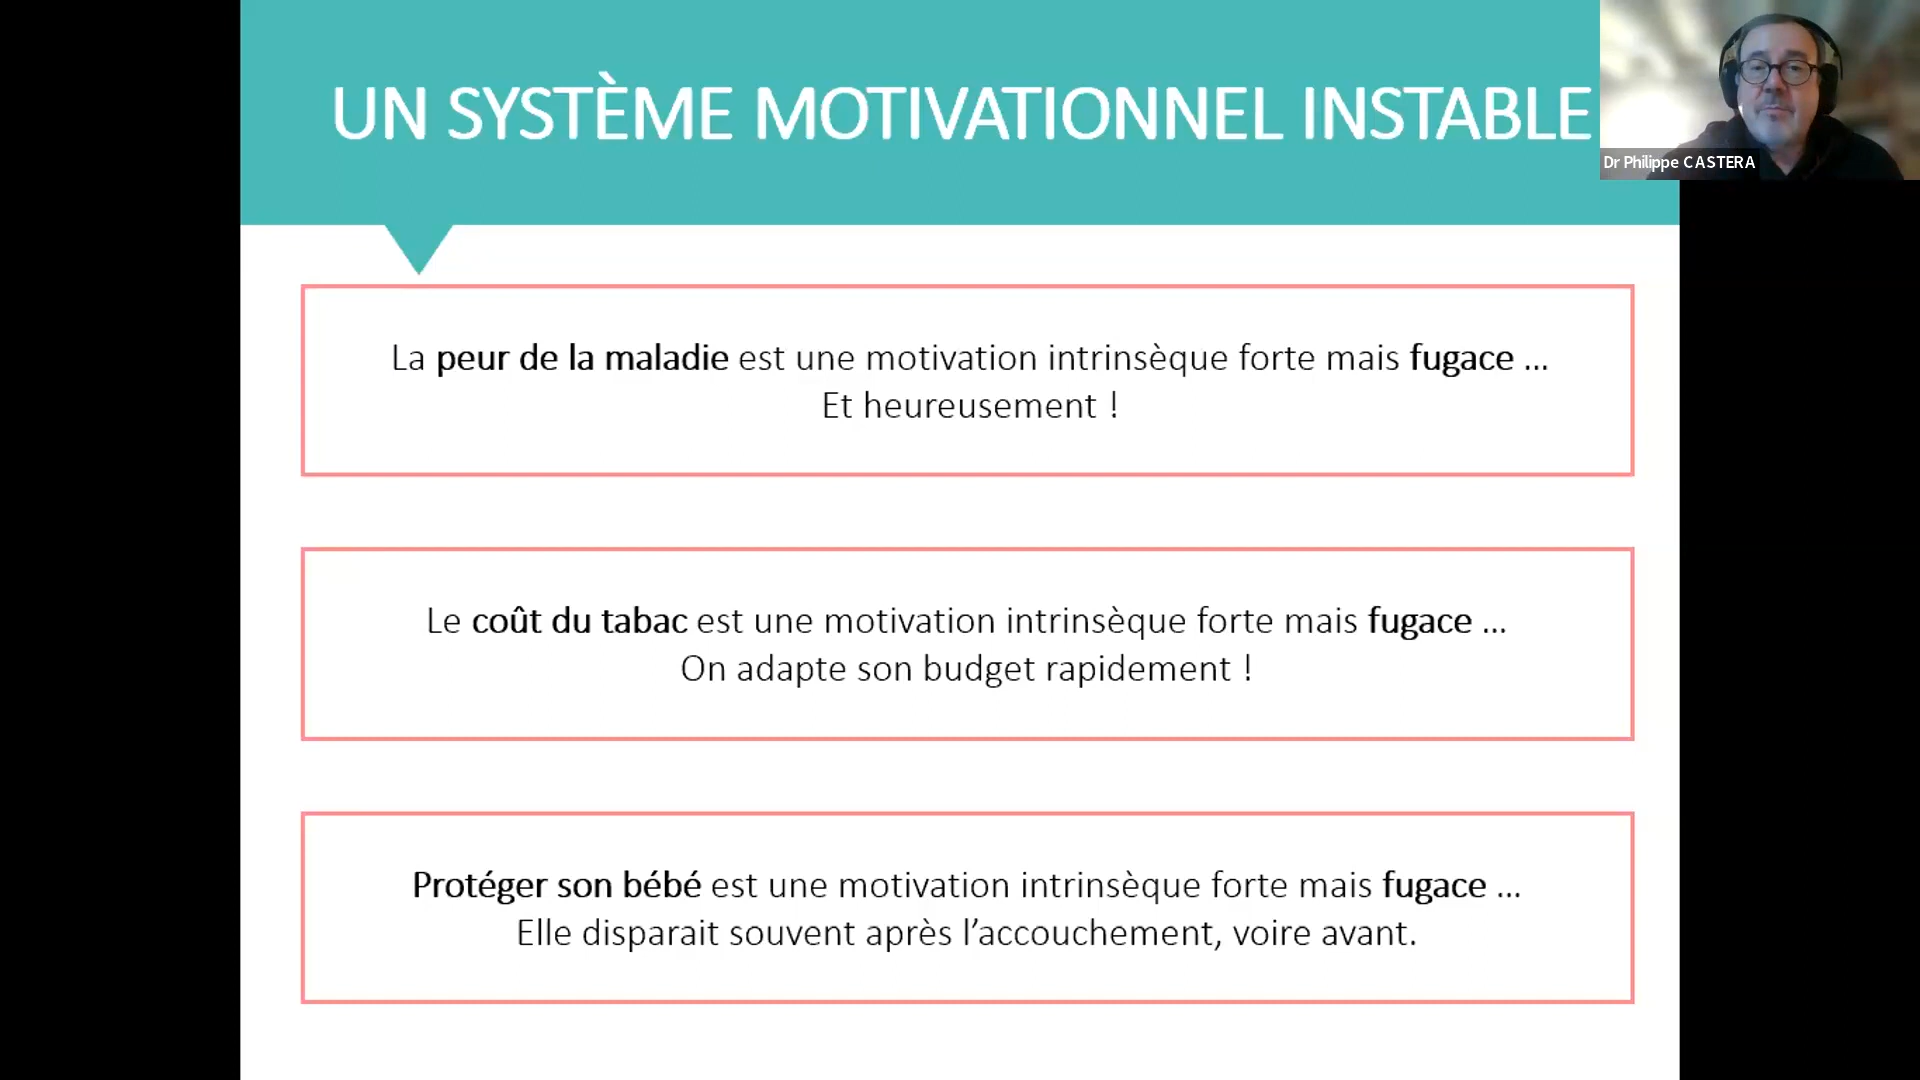 UN SYSTÈME MOTIVATIONNEL INSTABLE
Dr Philippe CASTERA
La peur de la maladie est une motivation intrinsèque forte mais fugace ...
Et heureusement !
Le coût du tabac est une motivation intrinsèque forte mais fugace ...
On adapte son budget rapidement !
Protéger son bébé est une motivation intrinsèque forte mais fugace ...
Elle disparait souvent après l’accouchement, voire avant.